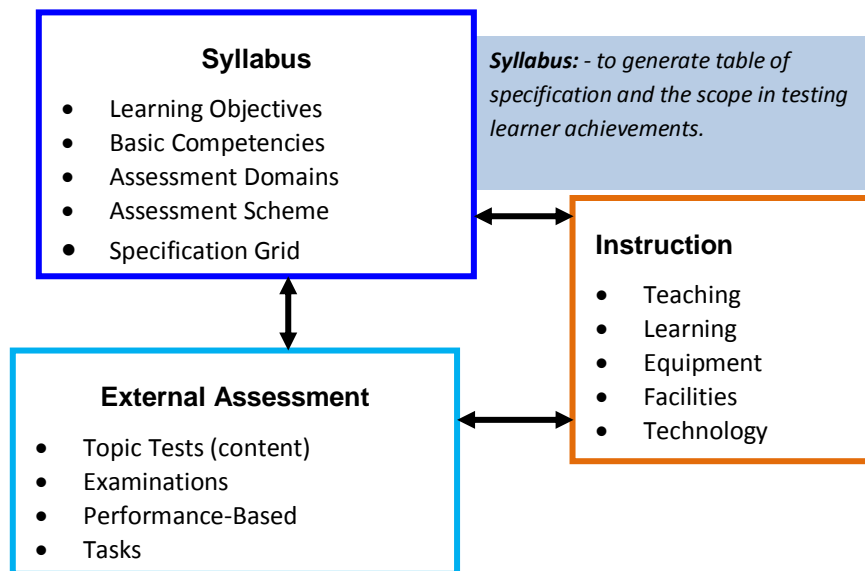 Syllabus
• Learning Objectives
• Basic Competencies
• Assessment Domains
• Assessment Scheme
• Specification Grid
Syllabus: - to generate table of
specification and the scope in testing
learner achievements.
Instruction
• Teaching
• Learning
• Equipment
• Facilities
• Technology
External Assessment
• Topic Tests (content)
• Examinations
• Performance-Based
• Tasks